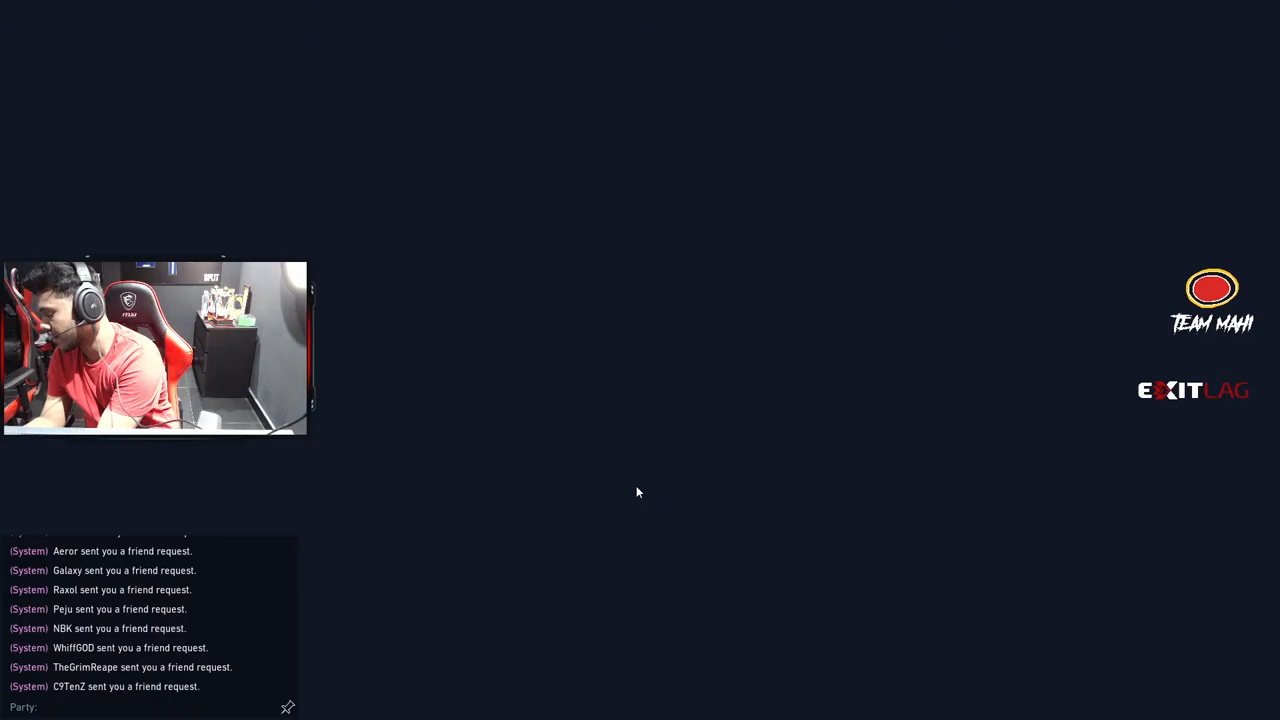 SPLIT
TEAM MAHI
EXITLAG
(System) Aeror sent you a friend request.
(System) Galaxy sent you a friend request.
(System) Raxol sent you a friend request.
(System) Peju sent you a friend request.
(System) NBK sent you a friend request.
(System) WhiffGOD sent you a friend request.
(System) TheGrimReape sent you a friend request.
(System) C9TenZ sent you a friend request.
Party: